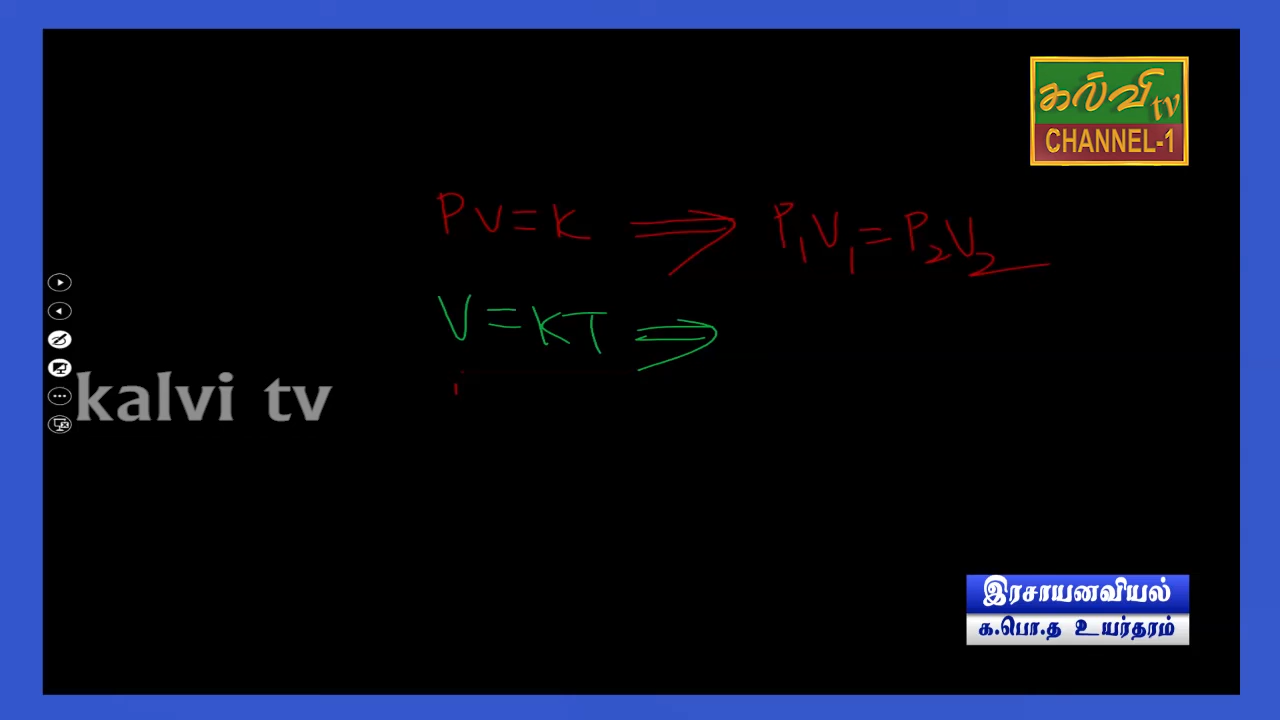 கல்வி tv
CHANNEL-1
PV=K ⟹ P₁V₁=P₂V₂
V=KT ⟹
kalvi tv
இரசாயனவியல்
க.பொ.த உயர்தரம்